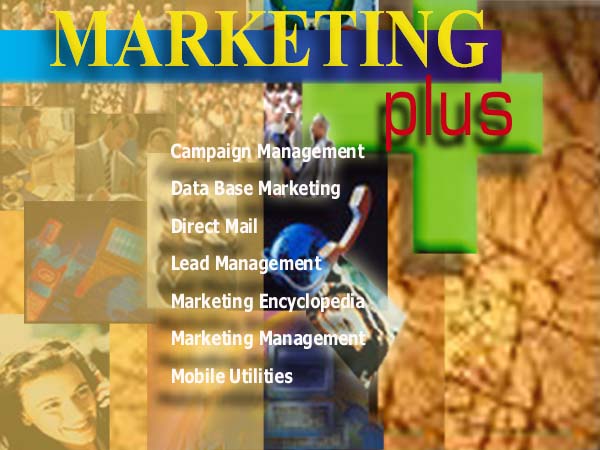 MARKETING
plus
Campaign Management
Data Base Marketing
Direct Mail
Lead Management
Marketing Encyclopedia
Marketing Management
Mobile Utilities